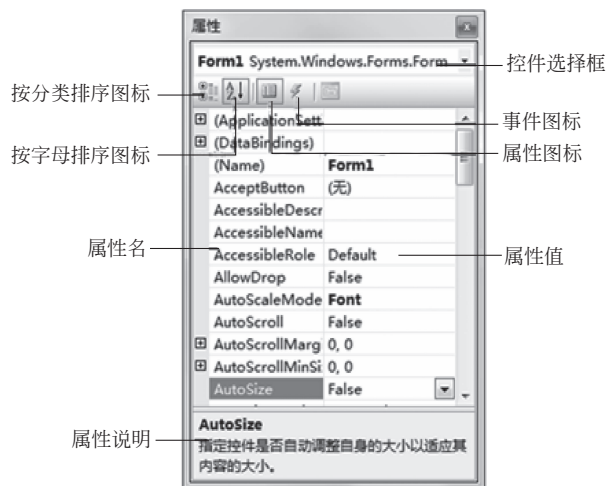 属性
Form1 System.Windows.Forms.Form
控件选择框
按分类排序图标
(ApplicationSett
事件图标
(DataBindings)
按字母排序图标
属性图标
(Name) Form1
AcceptButton (无)
AccessibleDescr
AccessibleName
属性名
AccessibleRole Default
属性值
AllowDrop False
AutoScaleMode Font
AutoScroll False
AutoScrollMarg 0, 0
AutoScrollMinSi 0, 0
AutoSize False
AutoSize
属性说明
指定控件是否自动调整自身的大小以适应其
内容的大小。